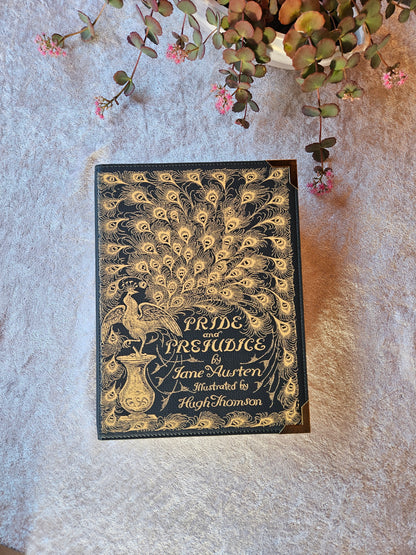 PRIDE
and
PREJUDICE
by
Jane Austen
Illustrated by
Hugh Thomson